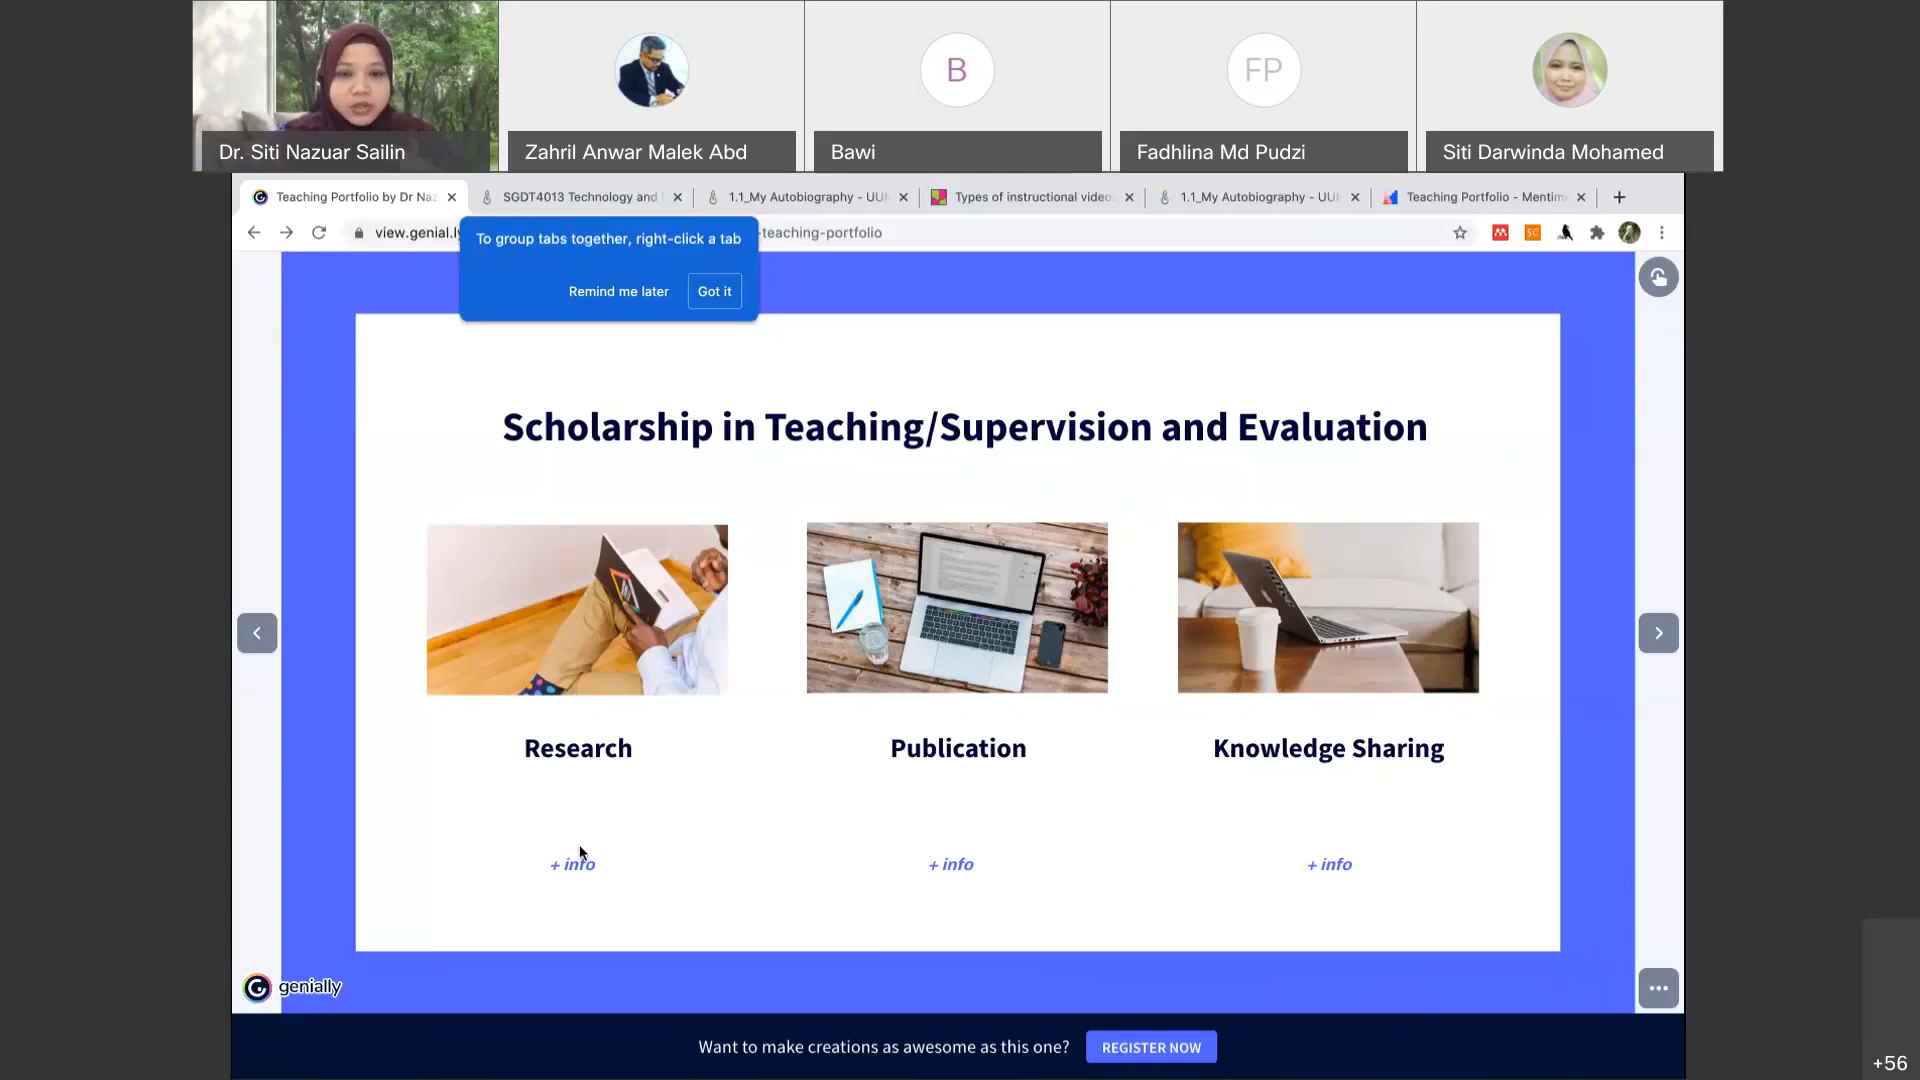 B
FP
Dr. Siti Nazuar Sailin
Zahril Anwar Malek Abd
Bawi
Fadhlina Md Pudzi
Siti Darwinda Mohamed
Teaching Portfolio by Dr Naz
SGDT4013 Technology and
1.1_My Autobiography - UU
Types of instructional video
1.1_My Autobiography - UU
Teaching Portfolio - Mentim
view.genial.ly
-teaching-portfolio
SC
To group tabs together, right-click a tab
Remind me later
Got it
Scholarship in Teaching/Supervision and Evaluation
Research
Publication
Knowledge Sharing
+ info
+ info
+ info
genially
Want to make creations as awesome as this one?
REGISTER NOW
+56